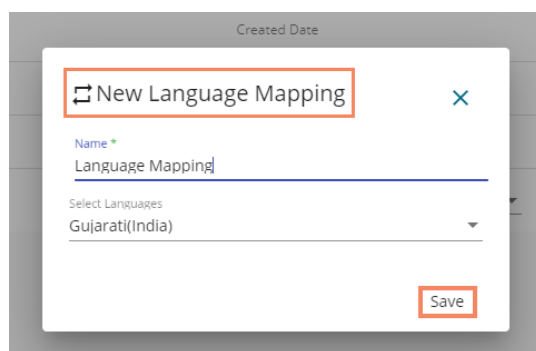 Created Date
New Language Mapping
Name *
Language Mapping
Select Languages
Gujarati(India)
Save